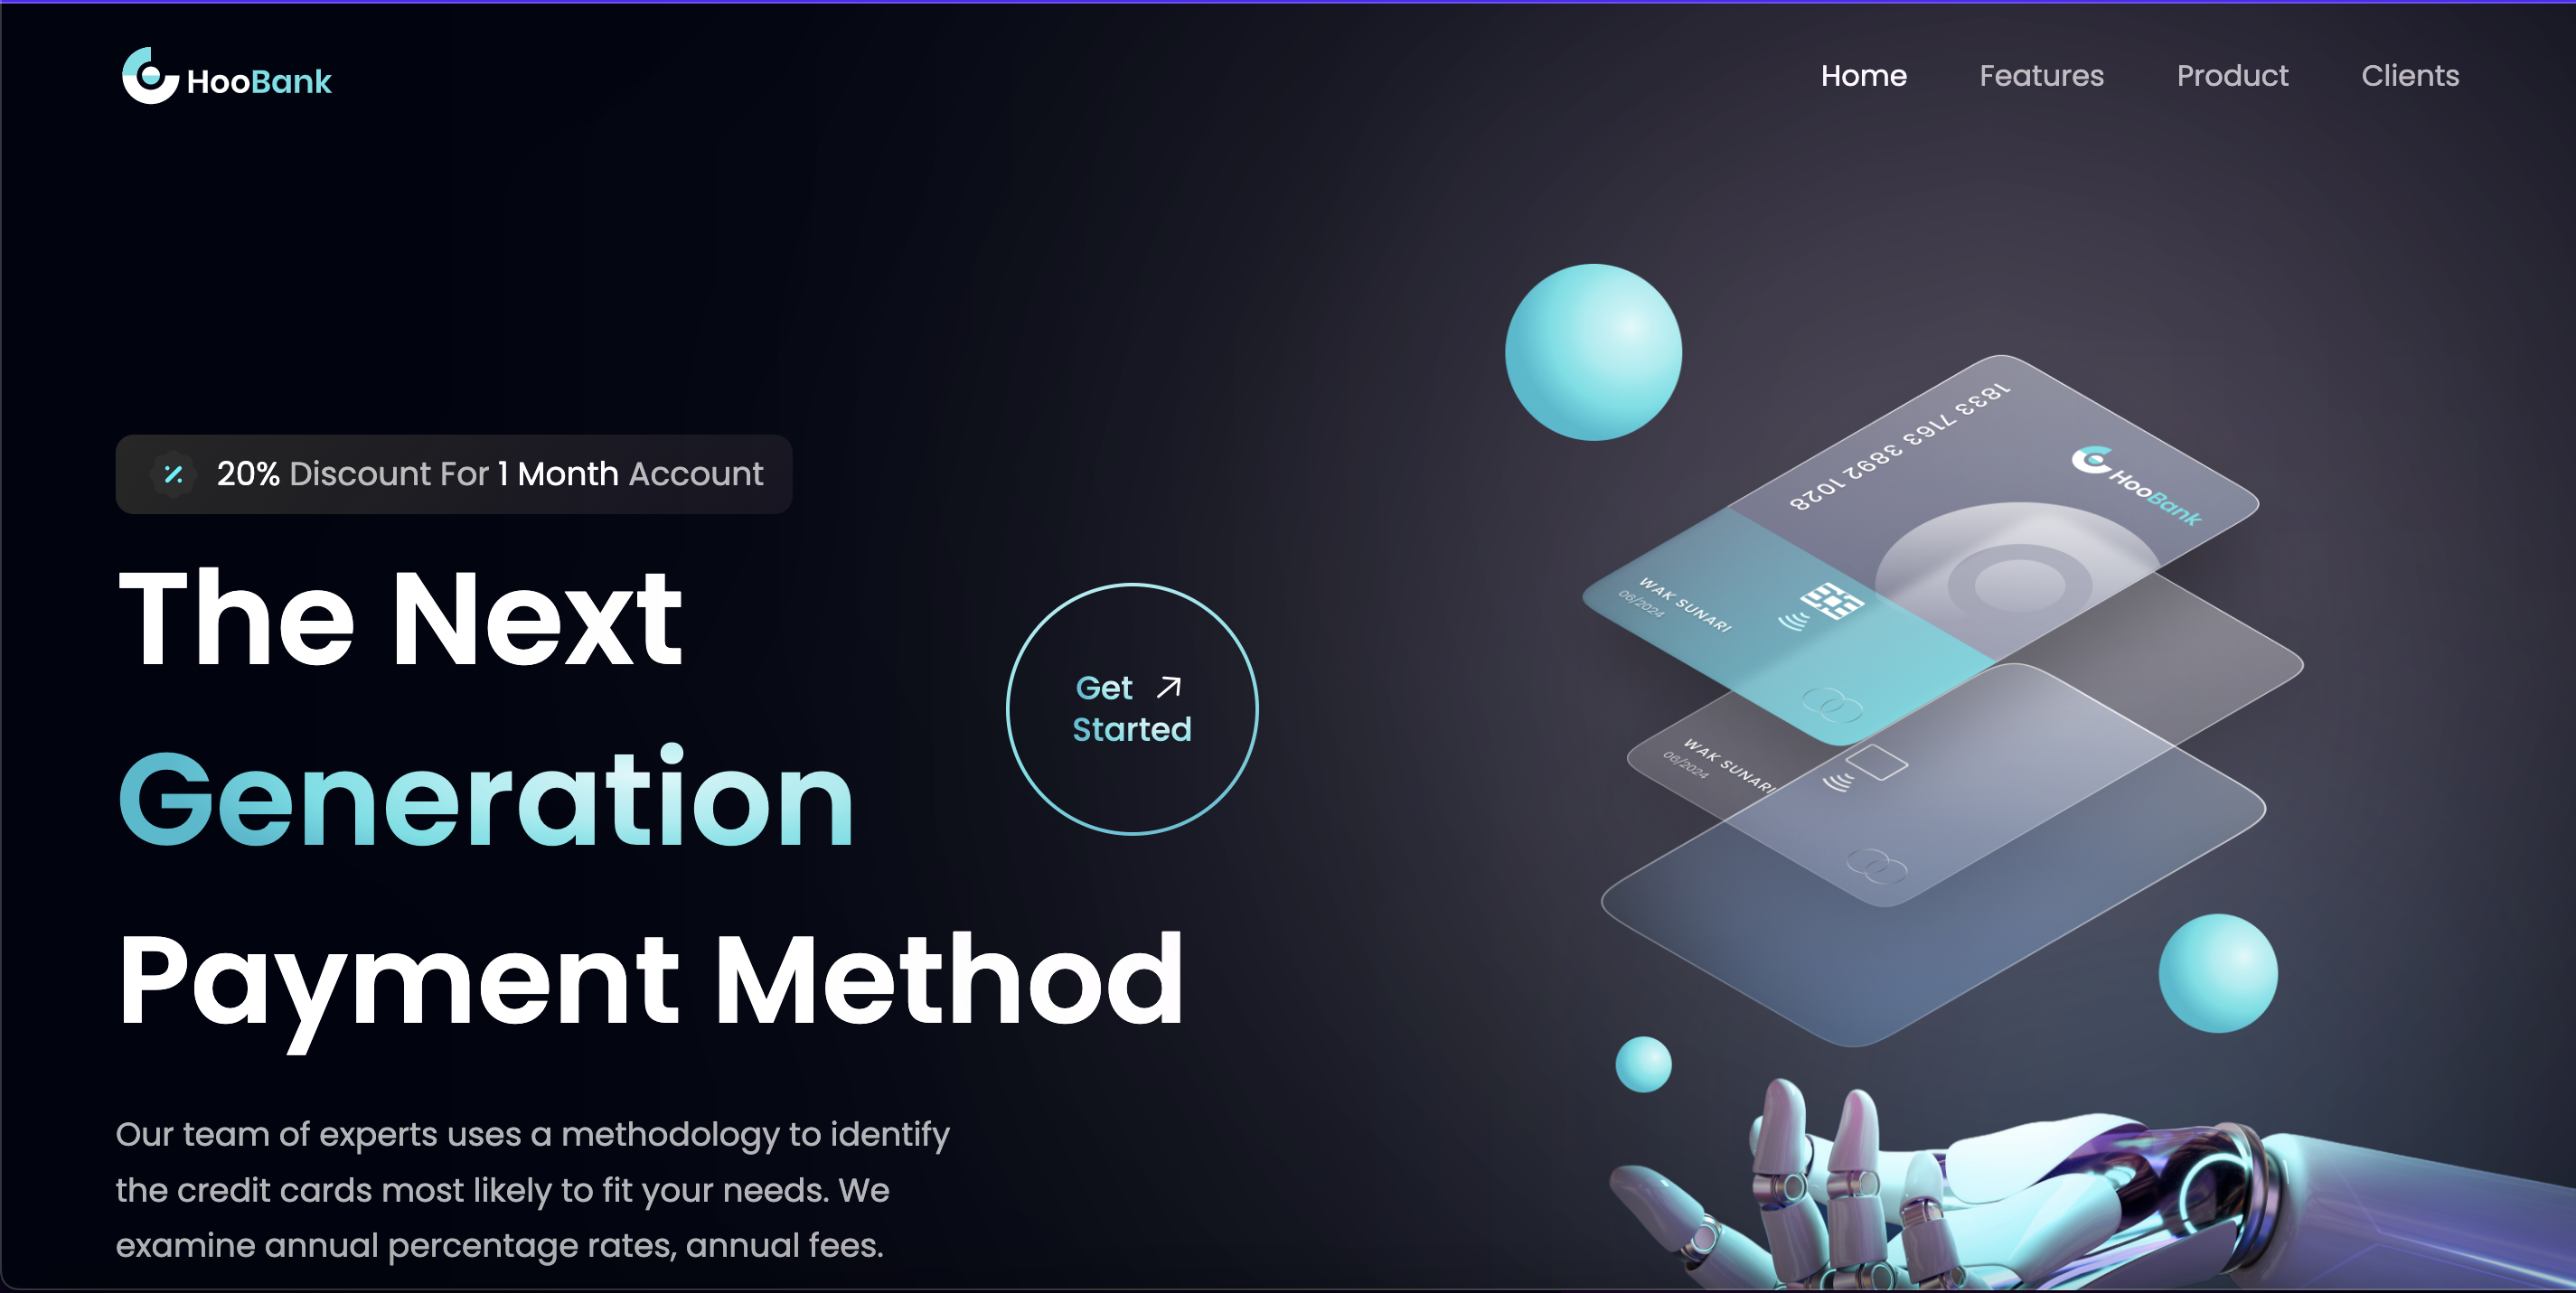 HooBank
Home Features Product Clients
20% Discount For 1 Month Account
The Next
Generation
Payment Method
Get
Started
Our team of experts uses a methodology to identify
the credit cards most likely to fit your needs. We
examine annual percentage rates, annual fees.
1833 7163 3892 1028
HooBank
WAK SUNARI
06/2024
WAK SUNARI
06/2024